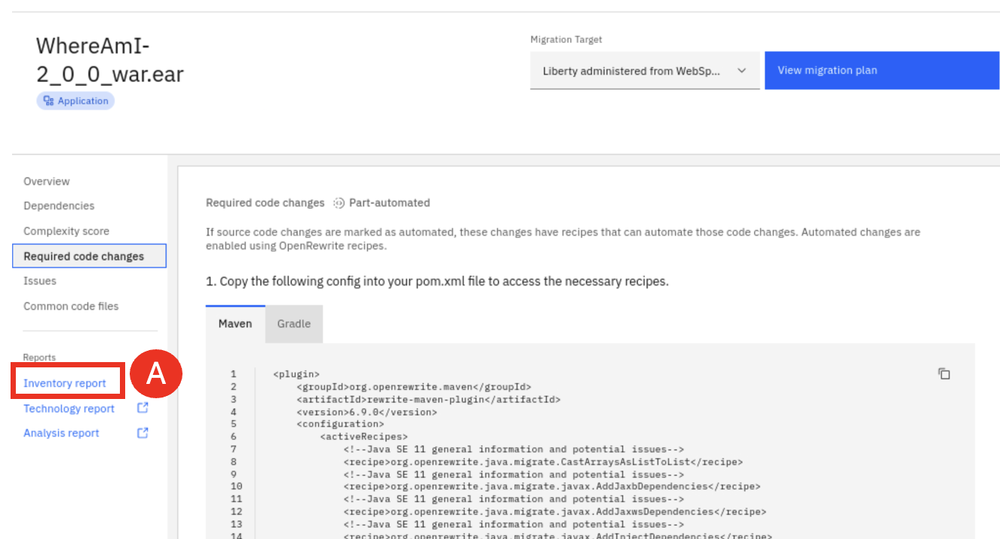 WhereAmI-
2_0_0_war.ear
Application
Migration Target
Liberty administered from WebSp...
View migration plan
Overview
Dependencies
Complexity score
Required code changes
Issues
Common code files
Reports
Inventory report
A
Technology report
Analysis report
Required code changes Part-automated
If source code changes are marked as automated, these changes have recipes that can automate those code changes. Automated changes are
enabled using OpenRewrite recipes.
1. Copy the following config into your pom.xml file to access the necessary recipes.
Maven Gradle
1 <plugin>
2 <groupId>org.openrewrite.maven</groupId>
3 <artifactId>rewrite-maven-plugin</artifactId>
4 <version>6.9.0</version>
5 <configuration>
6 <activeRecipes>
7 <!--Java SE 11 general information and potential issues-->
8 <recipe>org.openrewrite.java.migrate.CastArraysAsListToList</recipe>
9 <!--Java SE 11 general information and potential issues-->
10 <recipe>org.openrewrite.java.migrate.javax.AddJaxbDependencies</recipe>
11 <!--Java SE 11 general information and potential issues-->
12 <recipe>org.openrewrite.java.migrate.javax.AddJaxwsDependencies</recipe>
13 <!--Java SE 11 general information and potential issues-->
14 <recipe>org.openrewrite.java.migrate.javax.AddInjectDependencies</recipe>